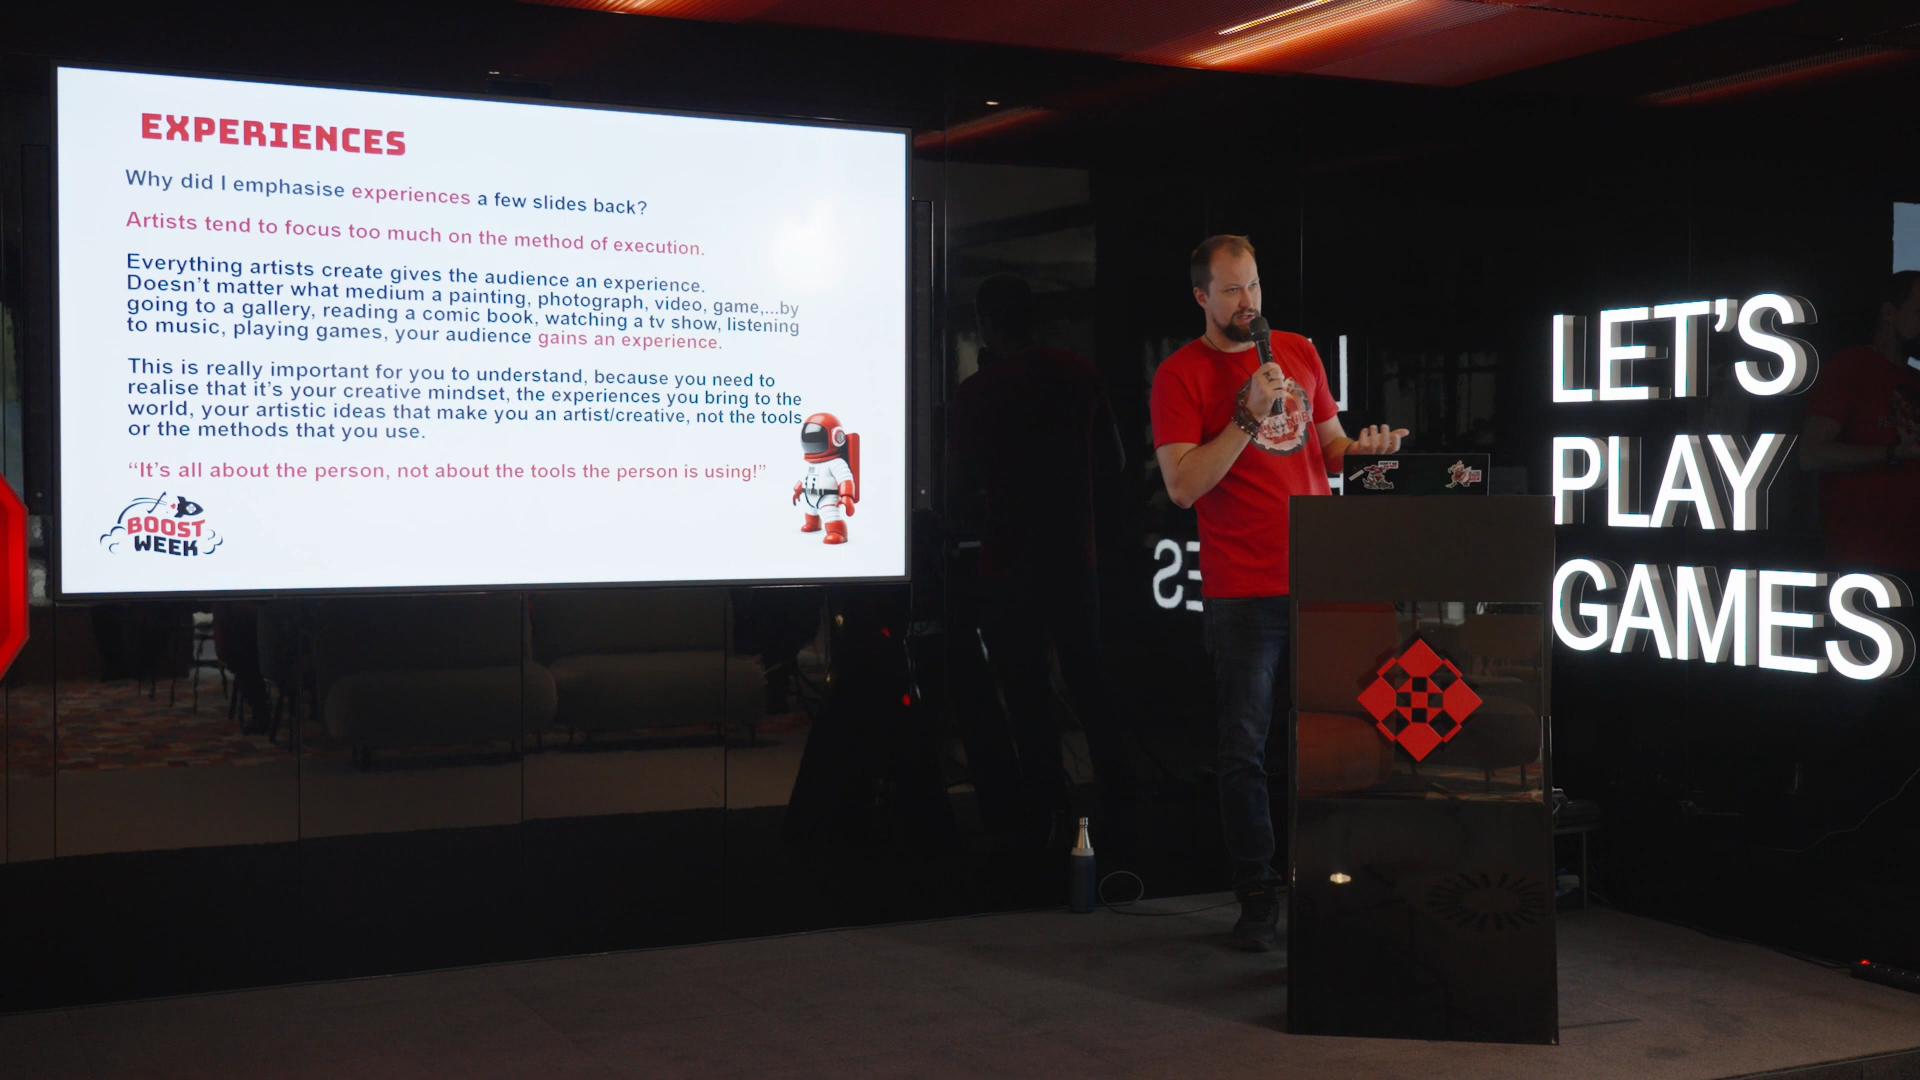 EXPERIENCES
Why did I emphasise experiences a few slides back?
Artists tend to focus too much on the method of execution.
Everything artists create gives the audience an experience.
Doesn't matter what medium a painting, photograph, video, game,...by
going to a gallery, reading a comic book, watching a tv show, listening
to music, playing games, your audience gains an experience.
This is really important for you to understand, because you need to
realise that it's your creative mindset, the experiences you bring to the
world, your artistic ideas that make you an artist/creative, not the tools
or the methods that you use.
“It's all about the person, not about the tools the person is using!”
BOOST
WEEK
LET'S
PLAY
GAMES